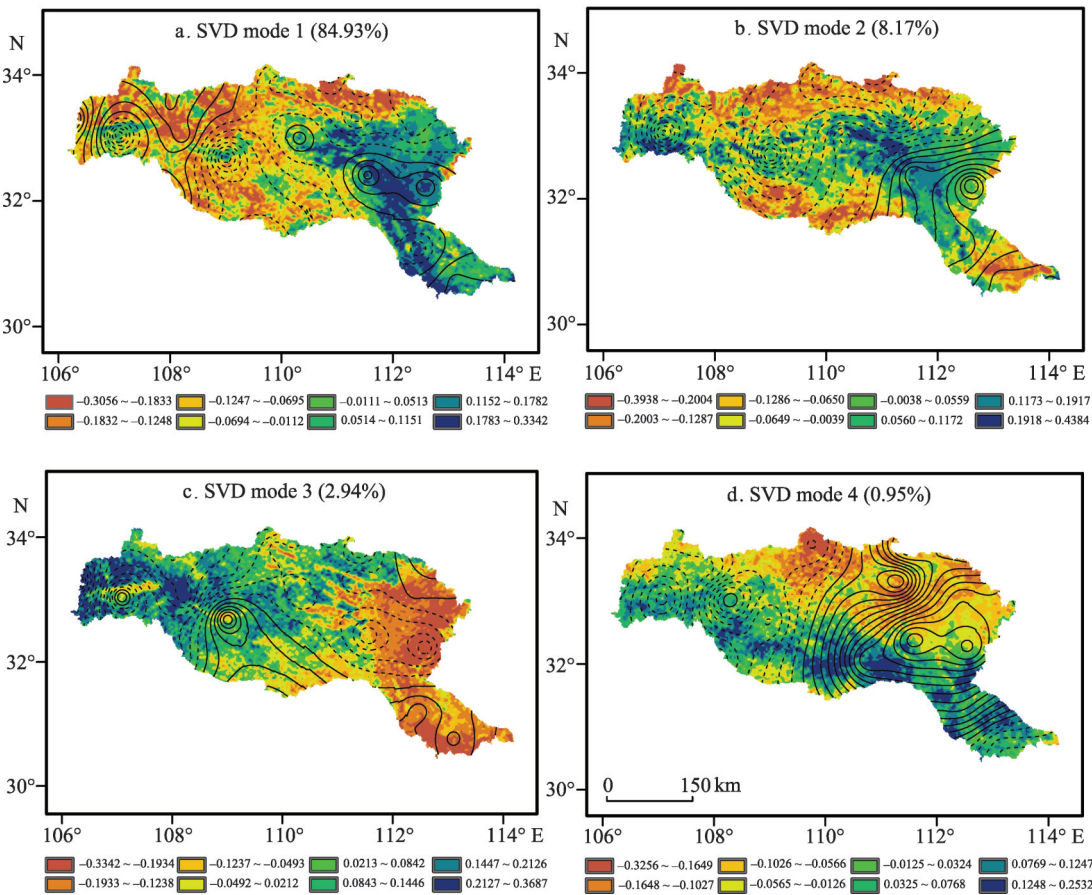 a. SVD mode 1 (84.93%)
N
34°
32°
30°
106° 108° 110° 112° 114° E
−0.3056 ~ −0.1833 −0.1247 ~ −0.0695 −0.0111 ~ 0.0513 0.1152 ~ 0.1782
−0.1832 ~ −0.1248 −0.0694 ~ −0.0112 0.0514 ~ 0.1151 0.1783 ~ 0.3342
b. SVD mode 2 (8.17%)
N
34°
32°
30°
106° 108° 110° 112° 114° E
−0.3938 ~ −0.2004 −0.1286 ~ −0.0650 −0.0038 ~ 0.0559 0.1173 ~ 0.1917
−0.2003 ~ −0.1287 −0.0649 ~ −0.0039 0.0560 ~ 0.1172 0.1918 ~ 0.4384
c. SVD mode 3 (2.94%)
N
34°
32°
30°
106° 108° 110° 112° 114° E
−0.3342 ~ −0.1934 −0.1237 ~ −0.0493 0.0213 ~ 0.0842 0.1447 ~ 0.2126
−0.1933 ~ −0.1238 −0.0492 ~ 0.0212 0.0843 ~ 0.1446 0.2127 ~ 0.3687
d. SVD mode 4 (0.95%)
N
34°
32°
30°
0 150 km
106° 108° 110° 112° 114° E
−0.3256 ~ −0.1649 −0.1026 ~ −0.0566 −0.0125 ~ 0.0324 0.0769 ~ 0.1247
−0.1648 ~ −0.1027 −0.0565 ~ −0.0126 0.0325 ~ 0.0768